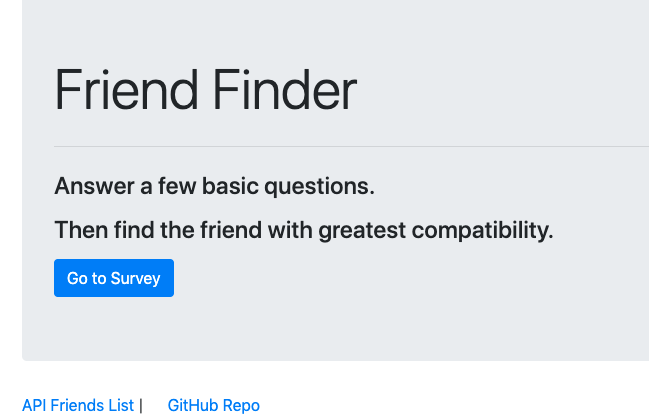 Friend Finder
Answer a few basic questions.
Then find the friend with greatest compatibility.
Go to Survey
API Friends List | GitHub Repo